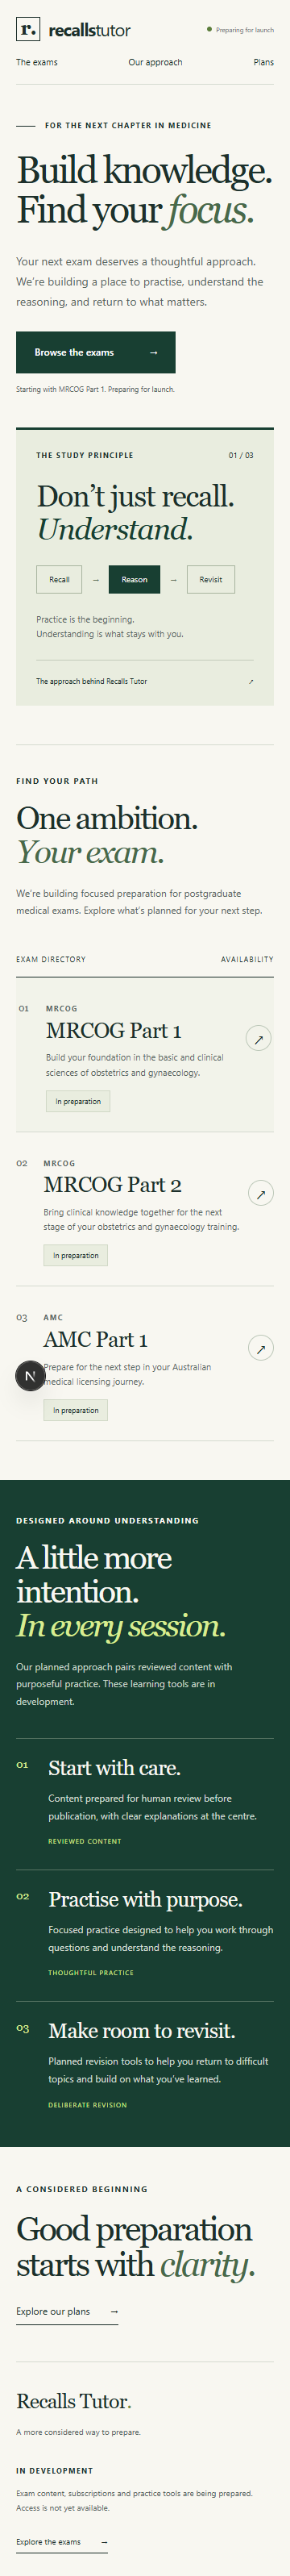 r. recallstutor
Preparing for launch
The exams Our approach Plans
FOR THE NEXT CHAPTER IN MEDICINE
Build knowledge.
Find your focus.
Your next exam deserves a thoughtful approach.
We're building a place to practise, understand the
reasoning, and return to what matters.
Browse the exams →
Starting with MRCOG Part 1. Preparing for launch.
THE STUDY PRINCIPLE 01 / 03
Don't just recall.
Understand.
Recall → Reason → Revisit
Practice is the beginning.
Understanding is what stays with you.
The approach behind Recalls Tutor ↗
FIND YOUR PATH
One ambition.
Your exam.
We're building focused preparation for postgraduate
medical exams. Explore what's planned for your next step.
EXAM DIRECTORY AVAILABILITY
01 MRCOG
MRCOG Part 1 ↗
Build your foundation in the basic and clinical
sciences of obstetrics and gynaecology.
In preparation
02 MRCOG
MRCOG Part 2 ↗
Bring clinical knowledge together for the next
stage of your obstetrics and gynaecology training.
In preparation
03 AMC
AMC Part 1 ↗
Prepare for the next step in your Australian
N medical licensing journey.
In preparation
DESIGNED AROUND UNDERSTANDING
A little more
intention.
In every session.
Our planned approach pairs reviewed content with
purposeful practice. These learning tools are in
development.
01 Start with care.
Content prepared for human review before
publication, with clear explanations at the centre.
REVIEWED CONTENT
02 Practise with purpose.
Focused practice designed to help you work through
questions and understand the reasoning.
THOUGHTFUL PRACTICE
03 Make room to revisit.
Planned revision tools to help you return to difficult
topics and build on what you've learned.
DELIBERATE REVISION
A CONSIDERED BEGINNING
Good preparation
starts with clarity.
Explore our plans →
Recalls Tutor.
A more considered way to prepare.
IN DEVELOPMENT
Exam content, subscriptions and practice tools are being prepared.
Access is not yet available.
Explore the exams →